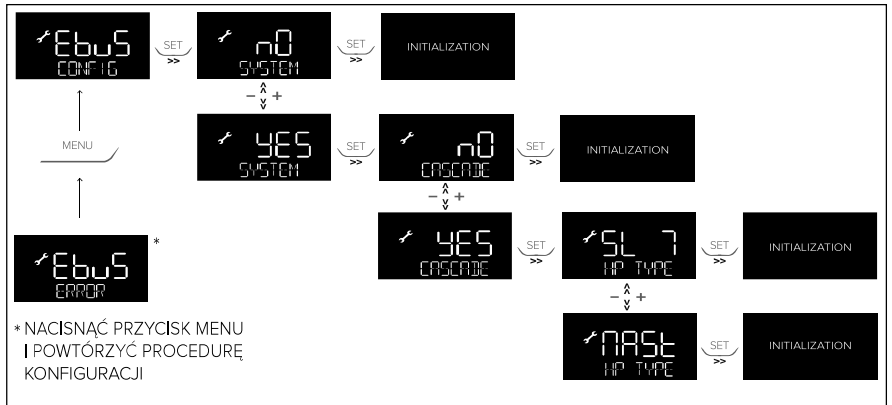 EbuS
CONFIG
SET
>>
nO
SYSTEM
SET
>>
INITIALIZATION
- +
MENU
YES
SYSTEM
SET
>>
nO
CASCADE
SET
>>
INITIALIZATION
- +
EbuS
ERROR
*
YES
CASCADE
SET
>>
SL 7
HP TYPE
SET
>>
INITIALIZATION
- +
MASt
HP TYPE
SET
>>
INITIALIZATION
* NACISNĄĆ PRZYCISK MENU
I POWTÓRZYĆ PROCEDURĘ
KONFIGURACJI